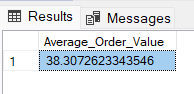 Results Messages
Average_Order_Value
1 38.3072623343546